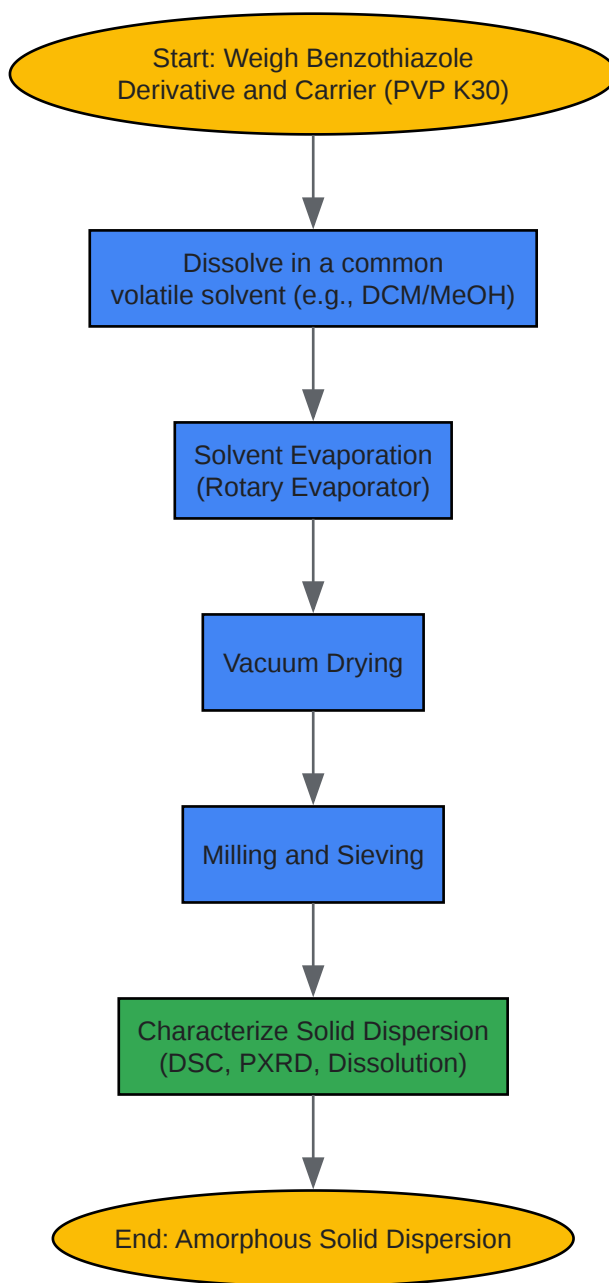 Start: Weigh Benzothiazole
Derivative and Carrier (PVP K30)
Dissolve in a common
volatile solvent (e.g., DCM/MeOH)
Solvent Evaporation
(Rotary Evaporator)
Vacuum Drying
Milling and Sieving
Characterize Solid Dispersion
(DSC, PXRD, Dissolution)
End: Amorphous Solid Dispersion